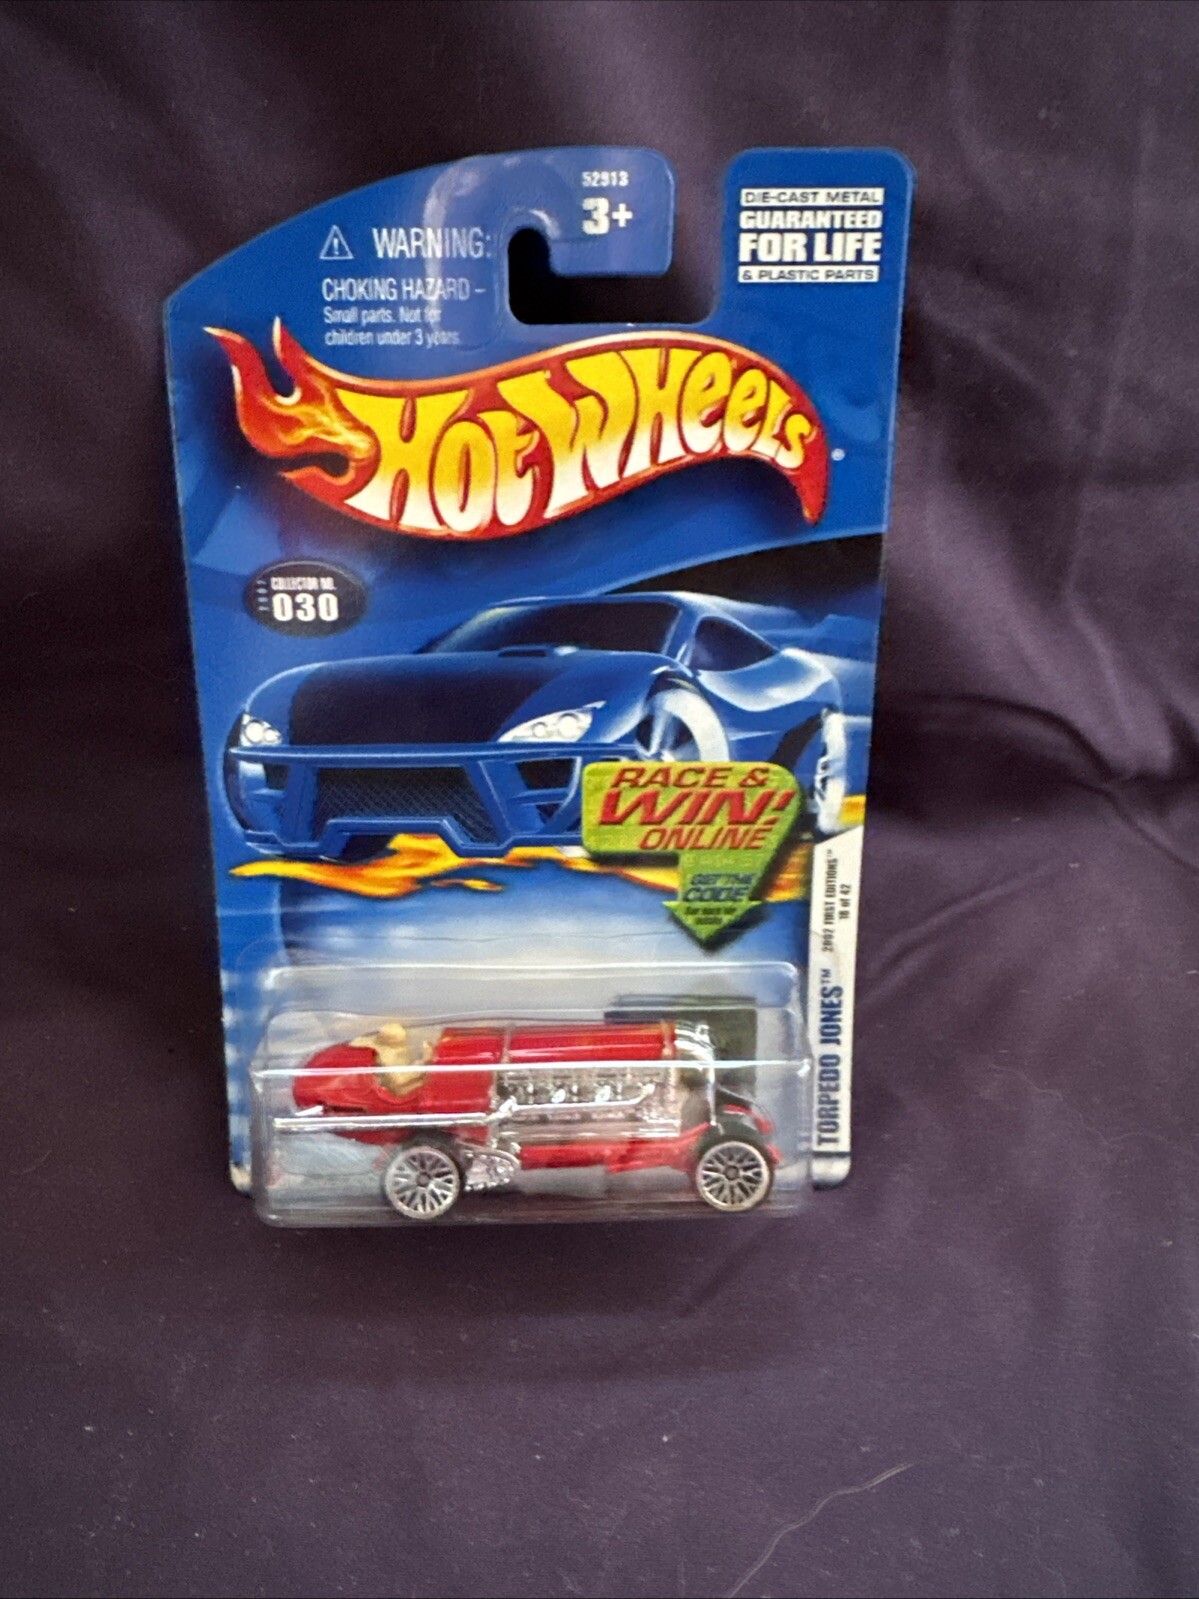 52913
3+
⚠ WARNING:
CHOKING HAZARD –
Small parts. Not for
children under 3 years.
DIE-CAST METAL
GUARANTEED
FOR LIFE
& PLASTIC PARTS
HOT WHEELS®
2002
COLLECTOR NO.
030
RACE &
WIN!
ONLINE
GET THE
CODE
TORPEDO JONES™
2002 FIRST EDITIONS™
18 of 42